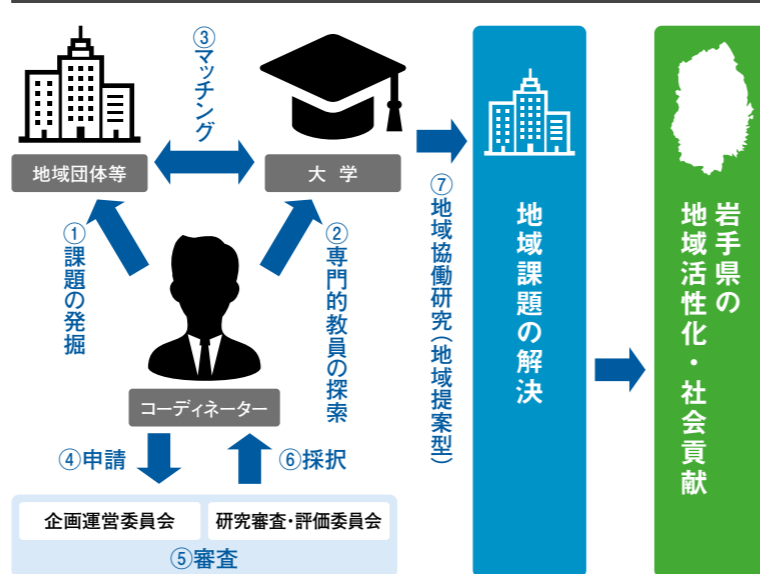 ③マッチング
地域団体等
大学
①課題の発掘
②専門的教員の探索
コーディネーター
④申請
⑥採択
企画運営委員会
研究審査・評価委員会
⑤審査
⑦地域協働研究(地域提案型)
地域課題の解決
岩手県の
地域活性化・社会貢献